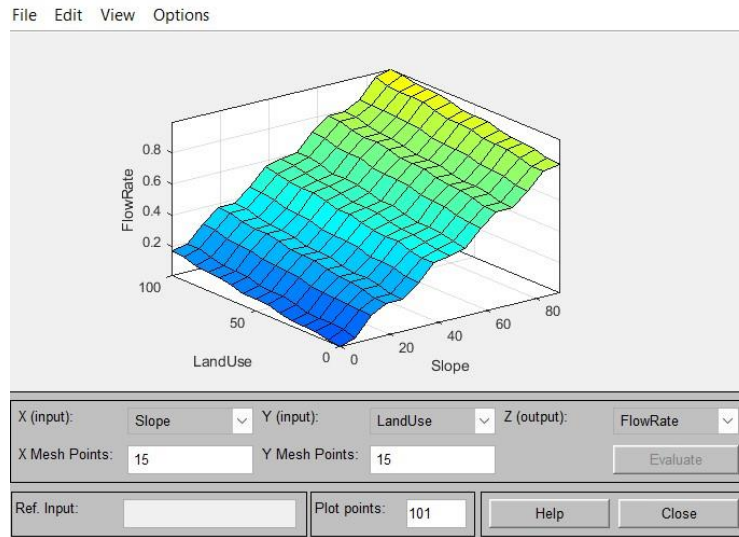 File Edit View Options
0.8
0.6
0.4
0.2
FlowRate
100
50
0
LandUse
0
20
40
60
80
Slope
X (input): Slope Y (input): LandUse Z (output): FlowRate
X Mesh Points: 15 Y Mesh Points: 15 Evaluate
Ref. Input: Plot points: 101 Help Close